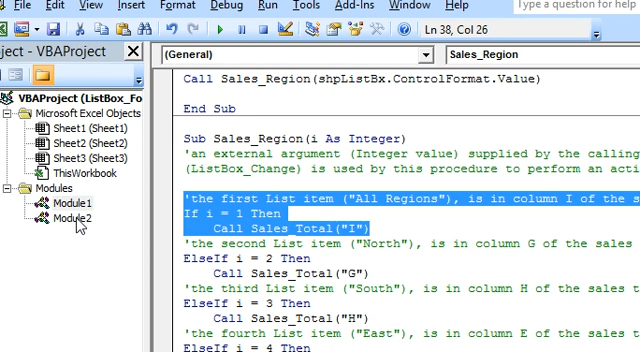 File Edit View Insert Format Debug Run Tools Add-Ins Window Help
Type a question for help
Ln 38, Col 26
oject - VBAProject
(General) Sales_Region
VBAProject (ListBox_Fo
Microsoft Excel Objects
Sheet1 (Sheet1)
Sheet2 (Sheet2)
Sheet3 (Sheet3)
ThisWorkbook
Modules
Module1
Module2
Call Sales_Region(shpListBx.ControlFormat.Value)
End Sub
Sub Sales_Region(i As Integer)
'an external argument (Integer value) supplied by the calling
(ListBox_Change) is used by this procedure to perform an acti
'the first List item ("All Regions"), is in column I of the s
If i = 1 Then
Call Sales_Total("I")
'the second List item ("North"), is in column G of the sales
ElseIf i = 2 Then
Call Sales_Total("G")
'the third List item ("South"), is in column H of the sales t
ElseIf i = 3 Then
Call Sales_Total("H")
'the fourth List item ("East"), is in column E of the sales t
ElseIf i = 4 Then